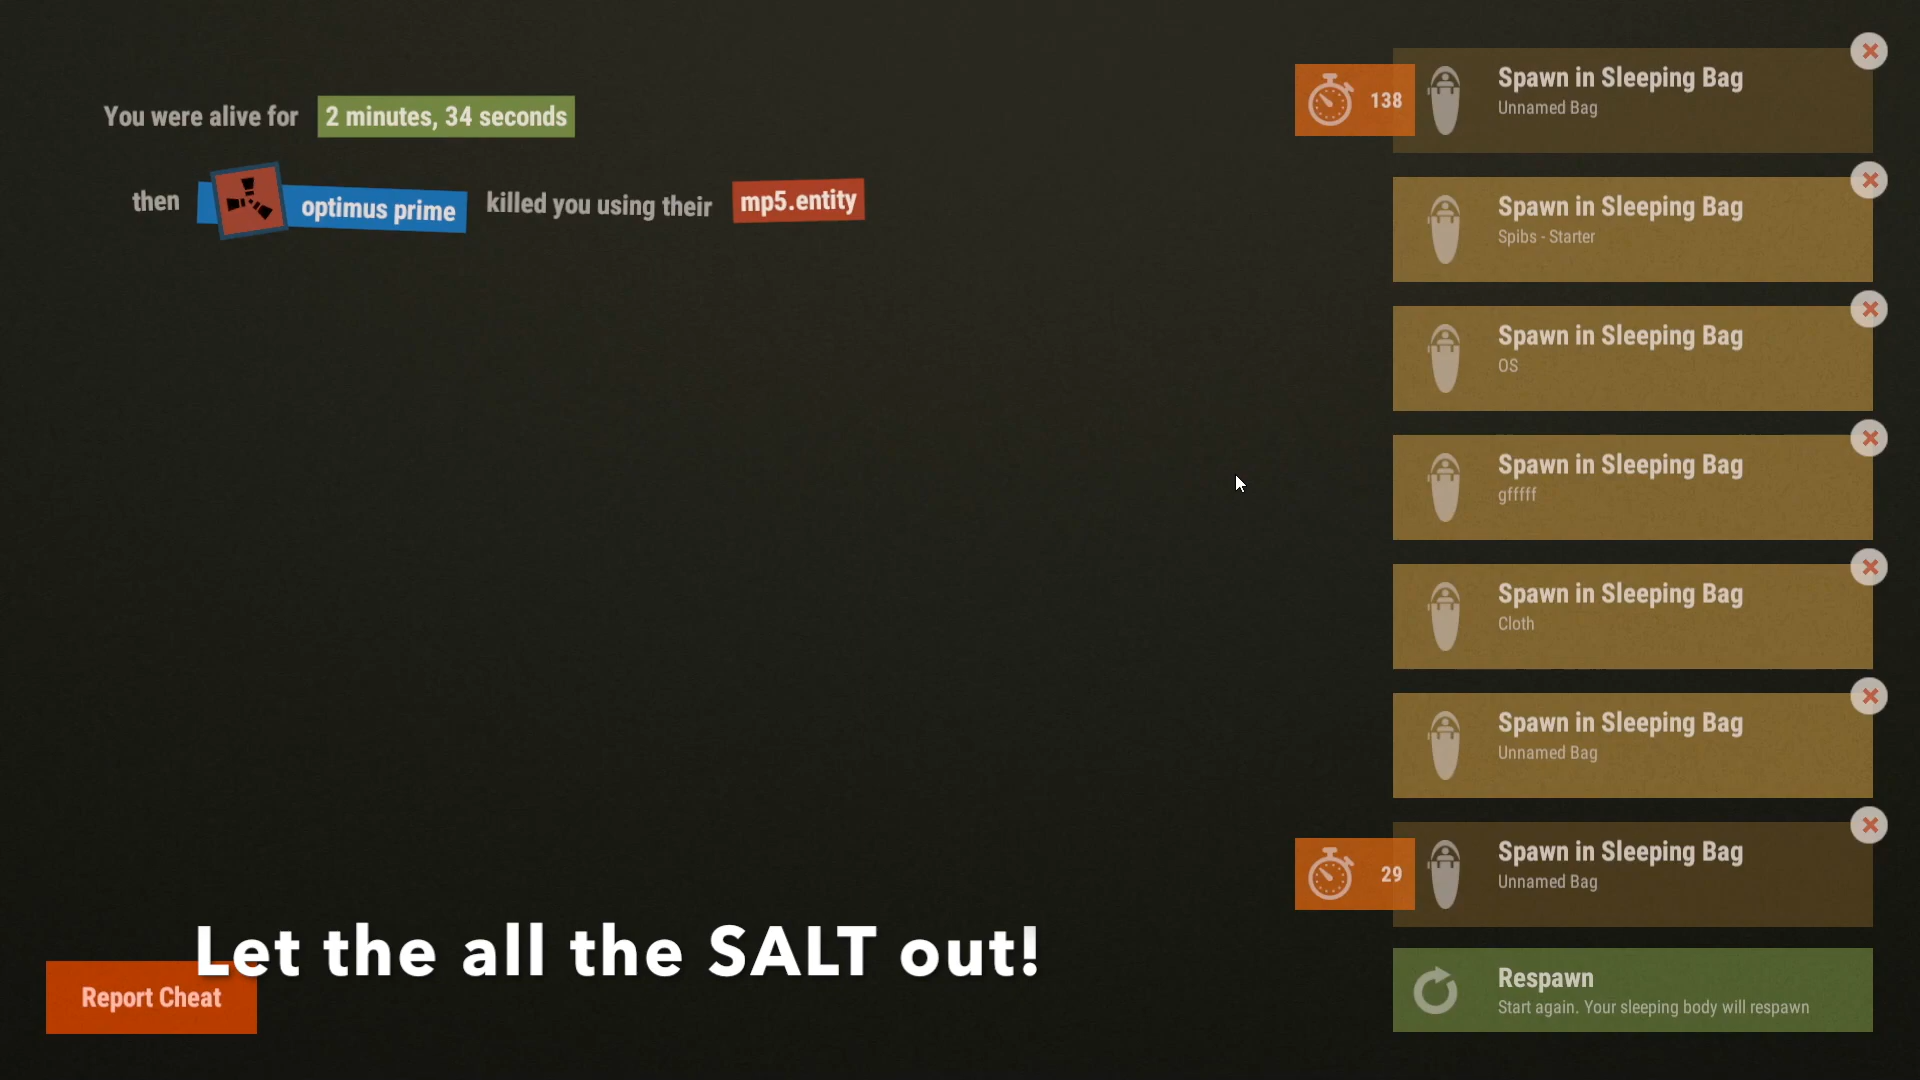 You were alive for 2 minutes, 34 seconds
then optimus prime killed you using their mp5.entity
138
Spawn in Sleeping Bag
Unnamed Bag
Spawn in Sleeping Bag
Spibs - Starter
Spawn in Sleeping Bag
OS
Spawn in Sleeping Bag
gfffff
Spawn in Sleeping Bag
Cloth
Spawn in Sleeping Bag
Unnamed Bag
29
Spawn in Sleeping Bag
Unnamed Bag
Let the all the SALT out!
Report Cheat
Respawn
Start again. Your sleeping body will respawn